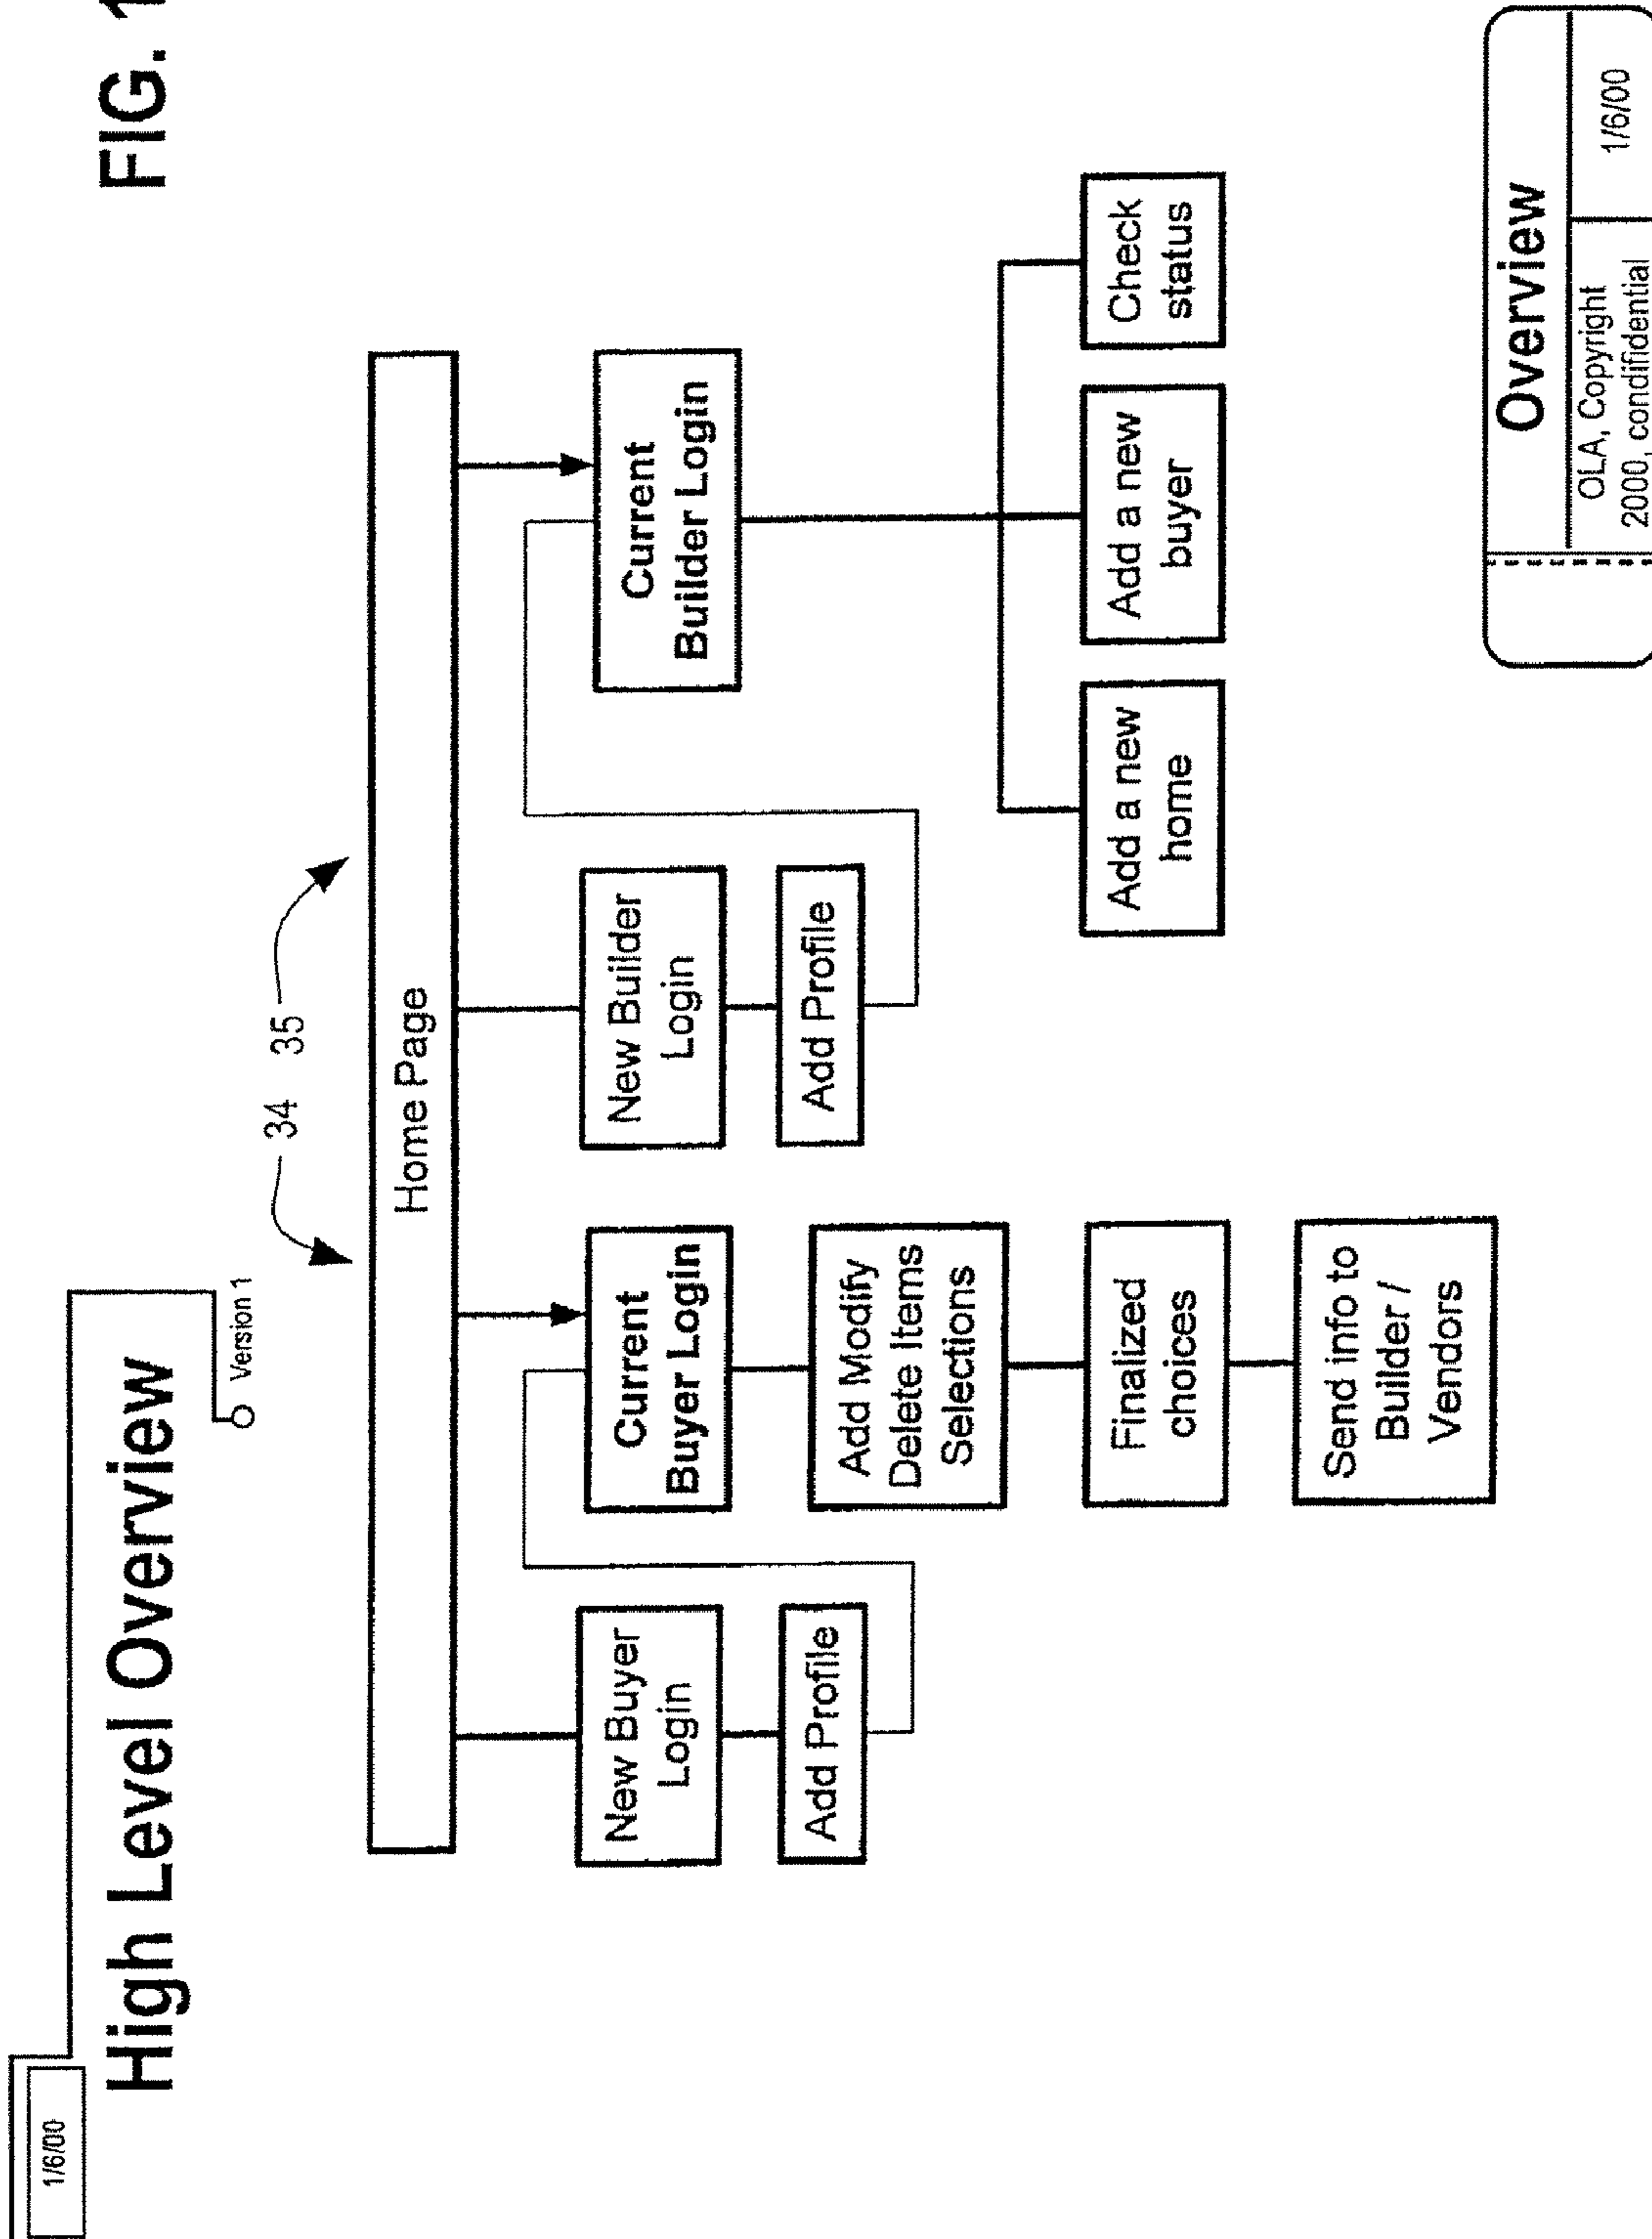 1/6/00
High Level Overview
Version 1
FIG. 1
34
35
Home Page
New Buyer
Login
Add Profile
Current
Buyer Login
Add Modify
Delete Items
Selections
Finalized
choices
Send info to
Builder /
Vendors
New Builder
Login
Add Profile
Current
Builder Login
Add a new
home
Add a new
buyer
Check
status
Overview
OLA, Copyright
2000, condifidential
1/6/00